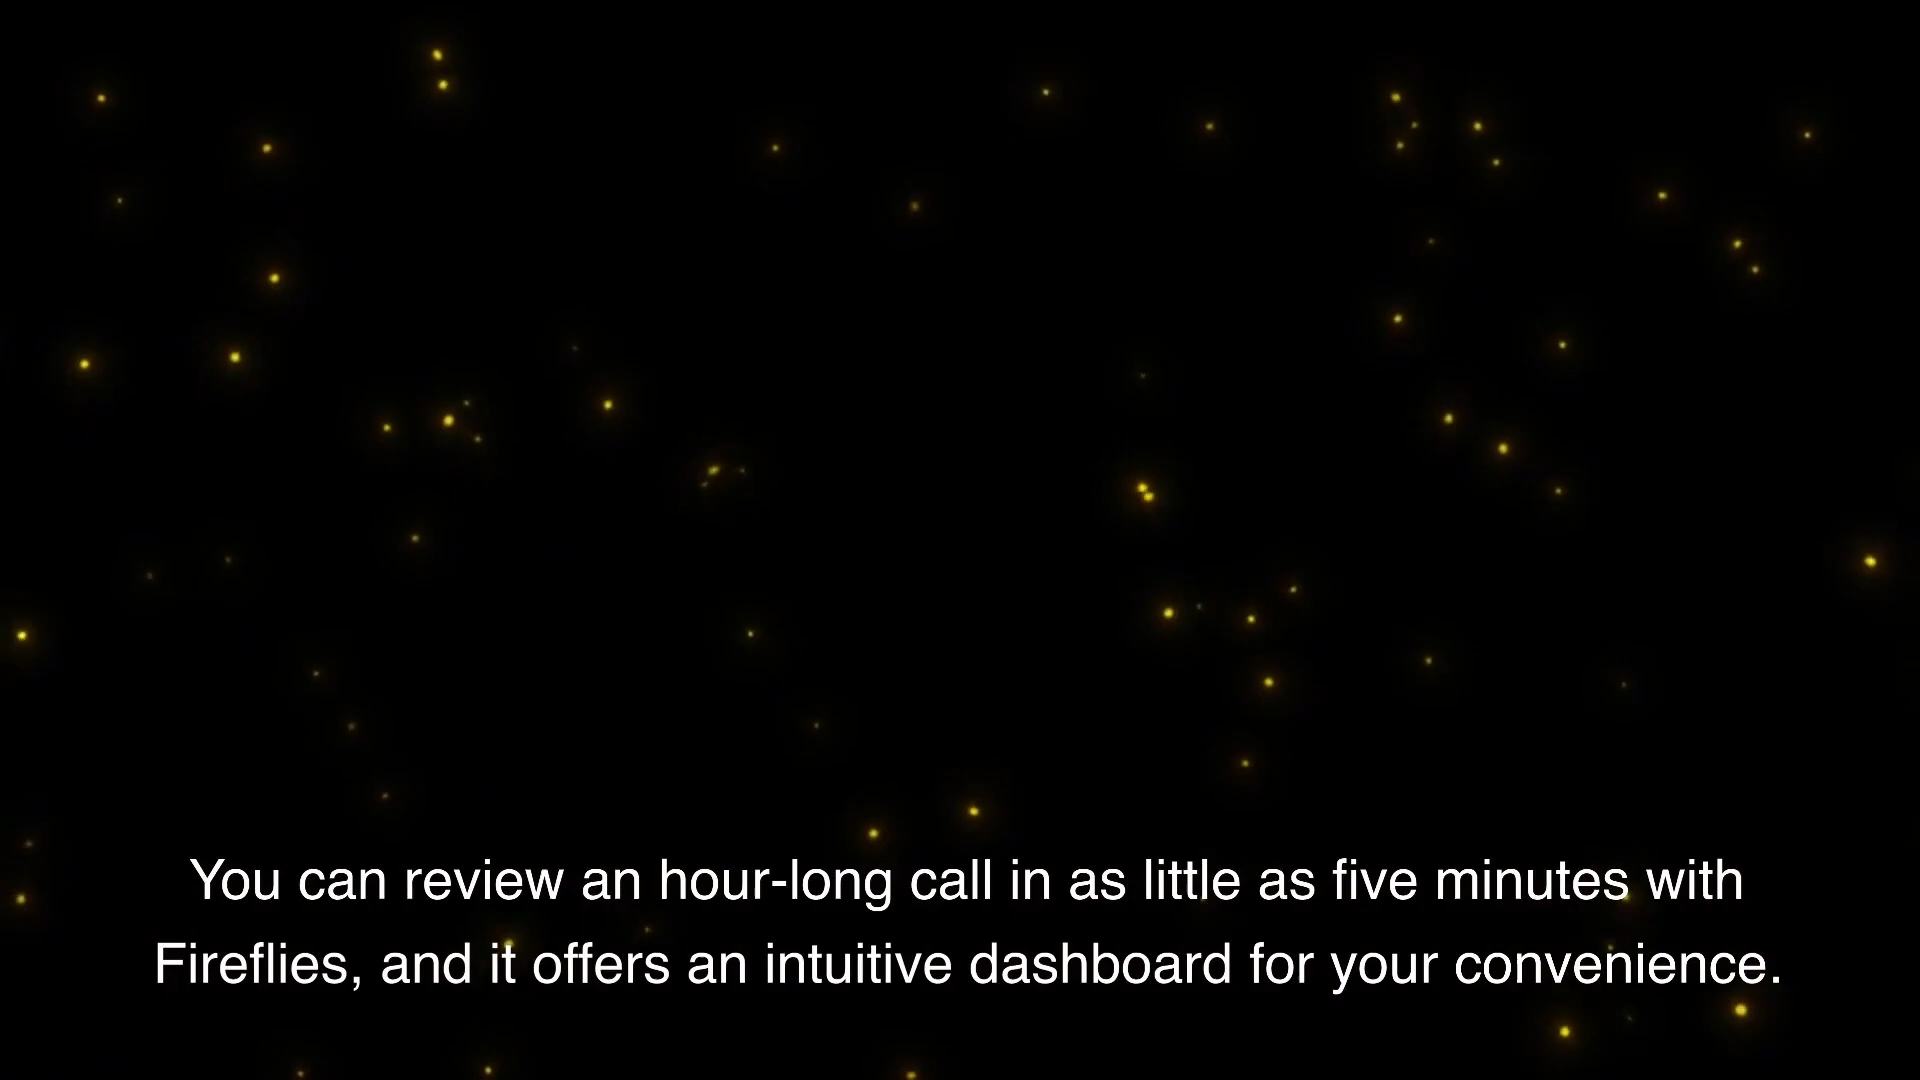 You can review an hour-long call in as little as five minutes with
Fireflies, and it offers an intuitive dashboard for your convenience.